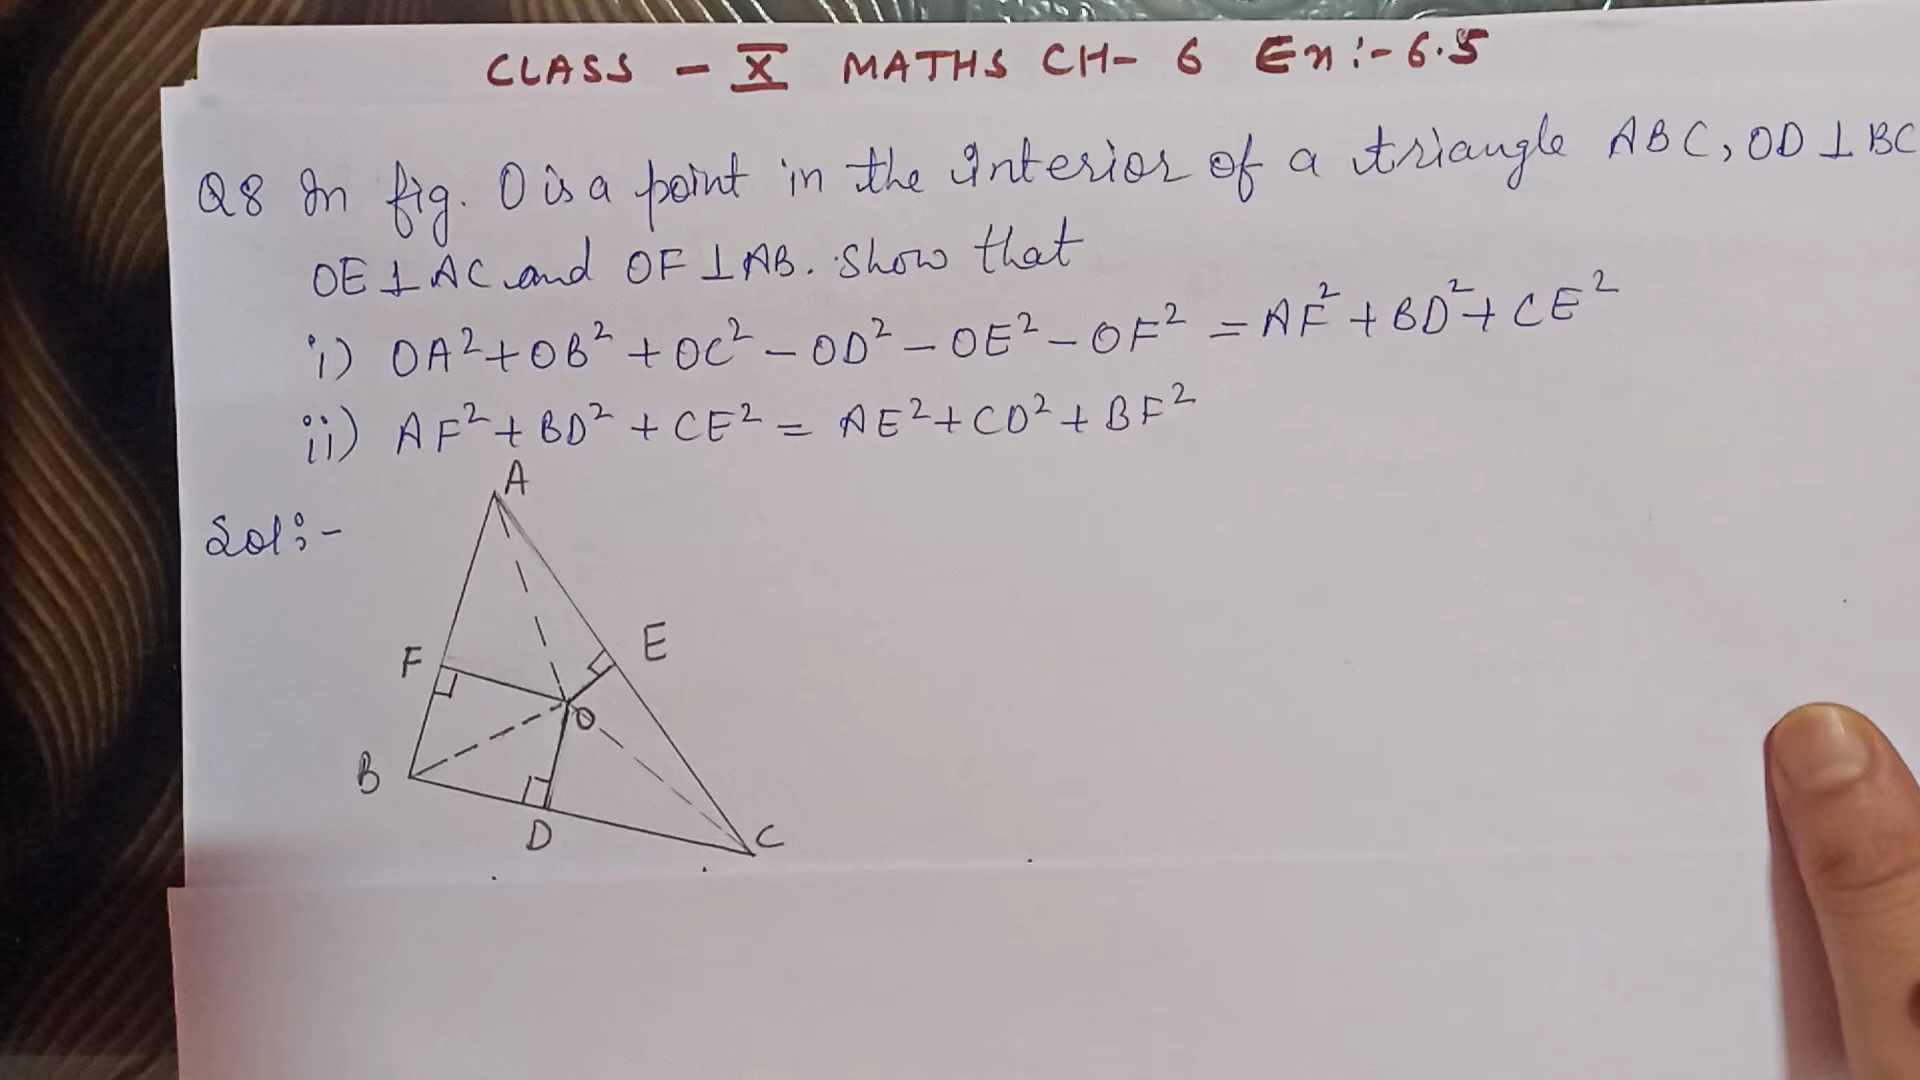 CLASS - X MATHS CH- 6 Ex:- 6.5
Q8 In fig. O is a point in the interior of a triangle ABC, OD ⊥ BC
OE ⊥ AC and OF ⊥ AB. Show that
i) OA² + OB² + OC² - OD² - OE² - OF² = AF² + BD² + CE²
ii) AF² + BD² + CE² = AE² + CD² + BF²
Sol:-
A
F
E
O
B
D
C